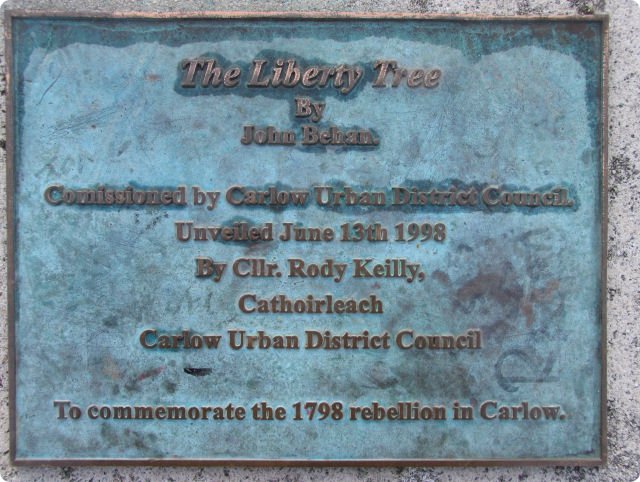 The Liberty Tree
By
John Behan.
Comissioned by Carlow Urban District Council.
Unveiled June 13th 1998
By Cllr. Rody Keilly,
Cathoirleach
Carlow Urban District Council
To commemorate the 1798 rebellion in Carlow.